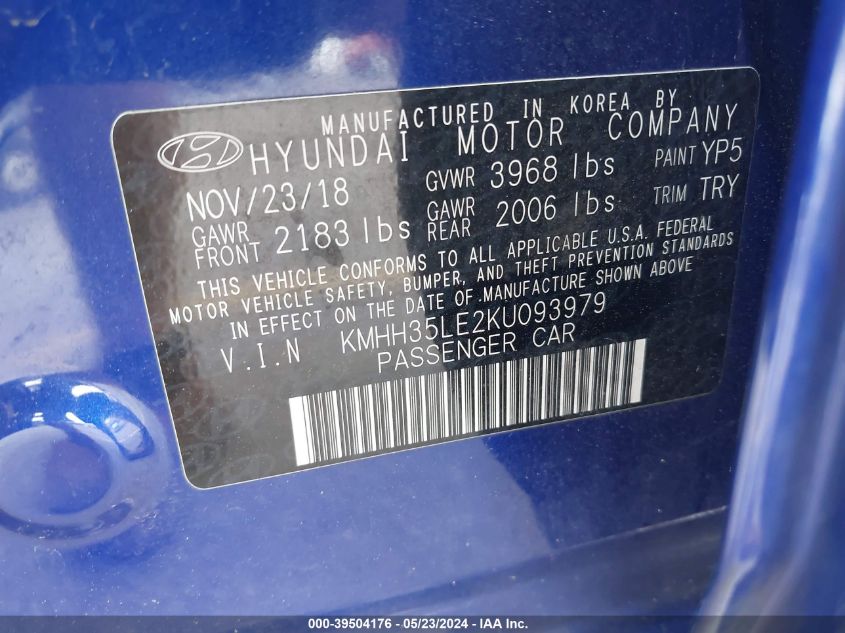 MANUFACTURED IN KOREA BY
HYUNDAI MOTOR COMPANY
NOV/23/18 GVWR 3968 lbs PAINT YP5
GAWR FRONT 2183 lbs GAWR REAR 2006 lbs TRIM TRY
THIS VEHICLE CONFORMS TO ALL APPLICABLE U.S.A. FEDERAL
MOTOR VEHICLE SAFETY, BUMPER, AND THEFT PREVENTION STANDARDS
IN EFFECT ON THE DATE OF MANUFACTURE SHOWN ABOVE
V.I.N KMHH35LE2KU093979
PASSENGER CAR
000-39504176 - 05/23/2024 - IAA Inc.